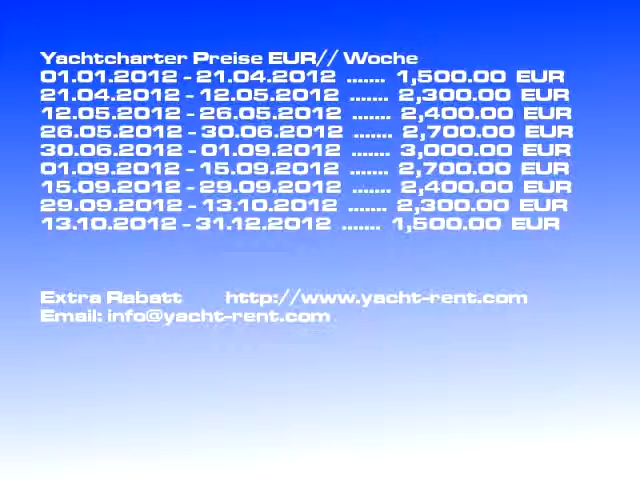 Yachtcharter Preise EUR// Woche
01.01.2012 - 21.04.2012 ....... 1,500.00 EUR
21.04.2012 - 12.05.2012 ....... 2,300.00 EUR
12.05.2012 - 26.05.2012 ....... 2,400.00 EUR
26.05.2012 - 30.06.2012 ....... 2,700.00 EUR
30.06.2012 - 01.09.2012 ....... 3,000.00 EUR
01.09.2012 - 15.09.2012 ....... 2,700.00 EUR
15.09.2012 - 29.09.2012 ....... 2,400.00 EUR
29.09.2012 - 13.10.2012 ....... 2,300.00 EUR
13.10.2012 - 31.12.2012 ....... 1,500.00 EUR
Extra Rabatt http://www.yacht-rent.com
Email: info@yacht-rent.com